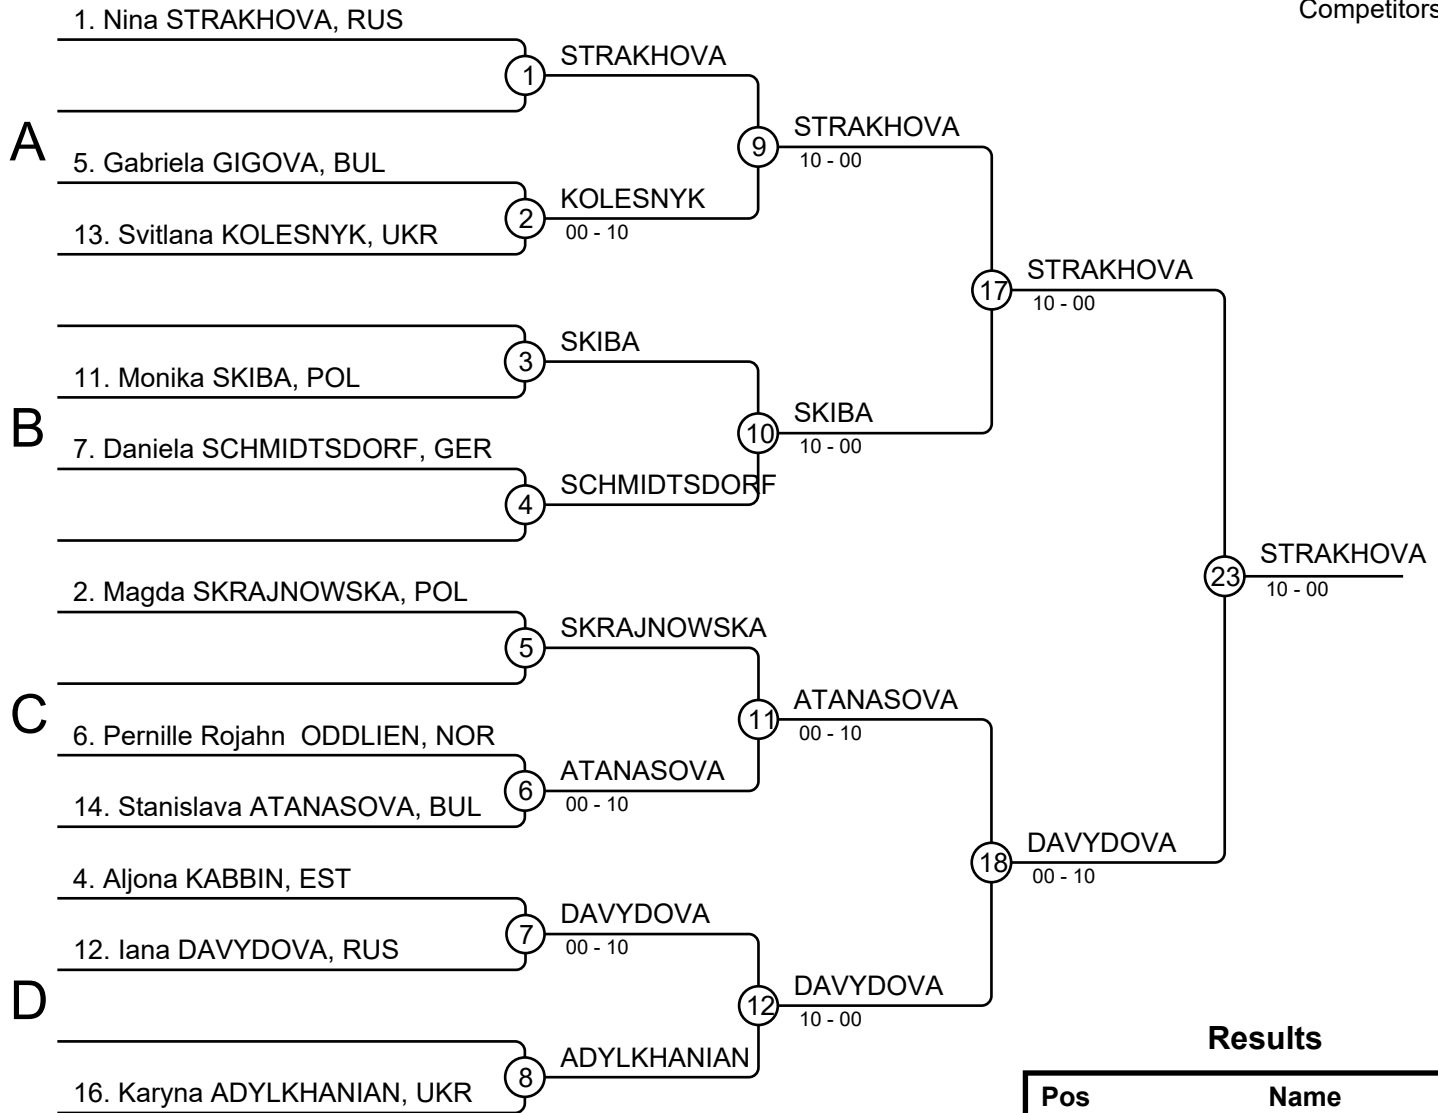 Competitors
1. Nina STRAKHOVA, RUS
STRAKHOVA
1
A
STRAKHOVA
9
10 - 00
5. Gabriela GIGOVA, BUL
KOLESNYK
2
00 - 10
13. Svitlana KOLESNYK, UKR
STRAKHOVA
17
10 - 00
SKIBA
3
11. Monika SKIBA, POL
B
SKIBA
10
10 - 00
7. Daniela SCHMIDTSDORF, GER
SCHMIDTSDORF
4
STRAKHOVA
23
10 - 00
2. Magda SKRAJNOWSKA, POL
SKRAJNOWSKA
5
C
ATANASOVA
11
00 - 10
6. Pernille Rojahn  ODDLIEN, NOR
ATANASOVA
6
00 - 10
14. Stanislava ATANASOVA, BUL
DAVYDOVA
18
00 - 10
4. Aljona KABBIN, EST
DAVYDOVA
7
00 - 10
12. Iana DAVYDOVA, RUS
D
DAVYDOVA
12
10 - 00
ADYLKHANIAN
8
16. Karyna ADYLKHANIAN, UKR
Results
Pos Name